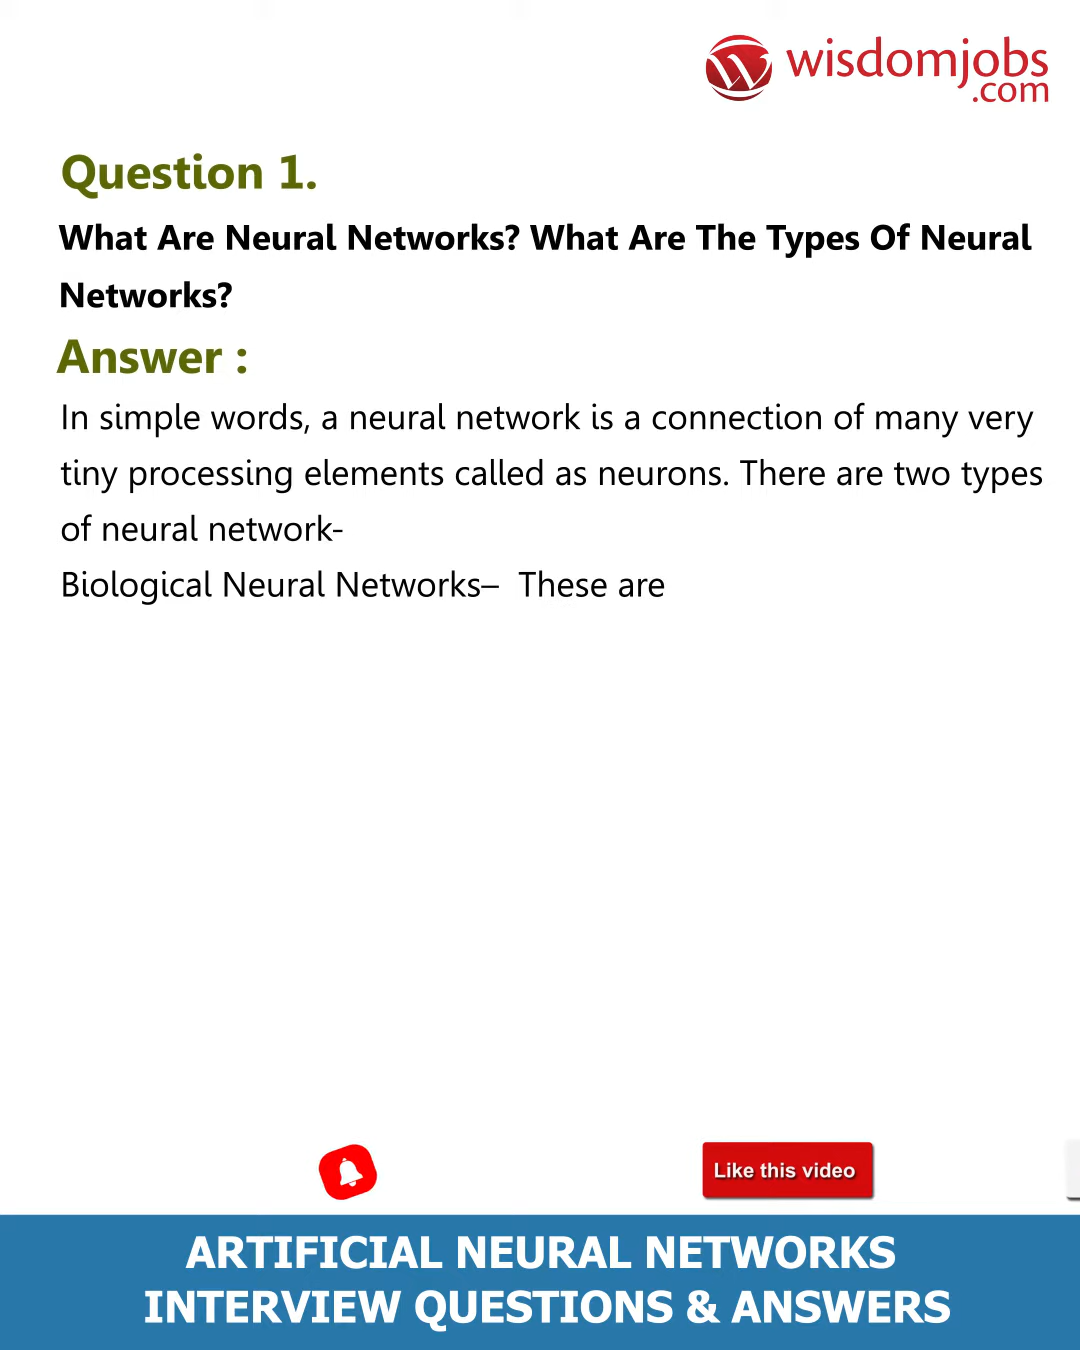 wisdomjobs
.com
Question 1.
What Are Neural Networks? What Are The Types Of Neural
Networks?
Answer :
In simple words, a neural network is a connection of many very
tiny processing elements called as neurons. There are two types
of neural network-
Biological Neural Networks–  These are
Like this video
ARTIFICIAL NEURAL NETWORKS
INTERVIEW QUESTIONS & ANSWERS